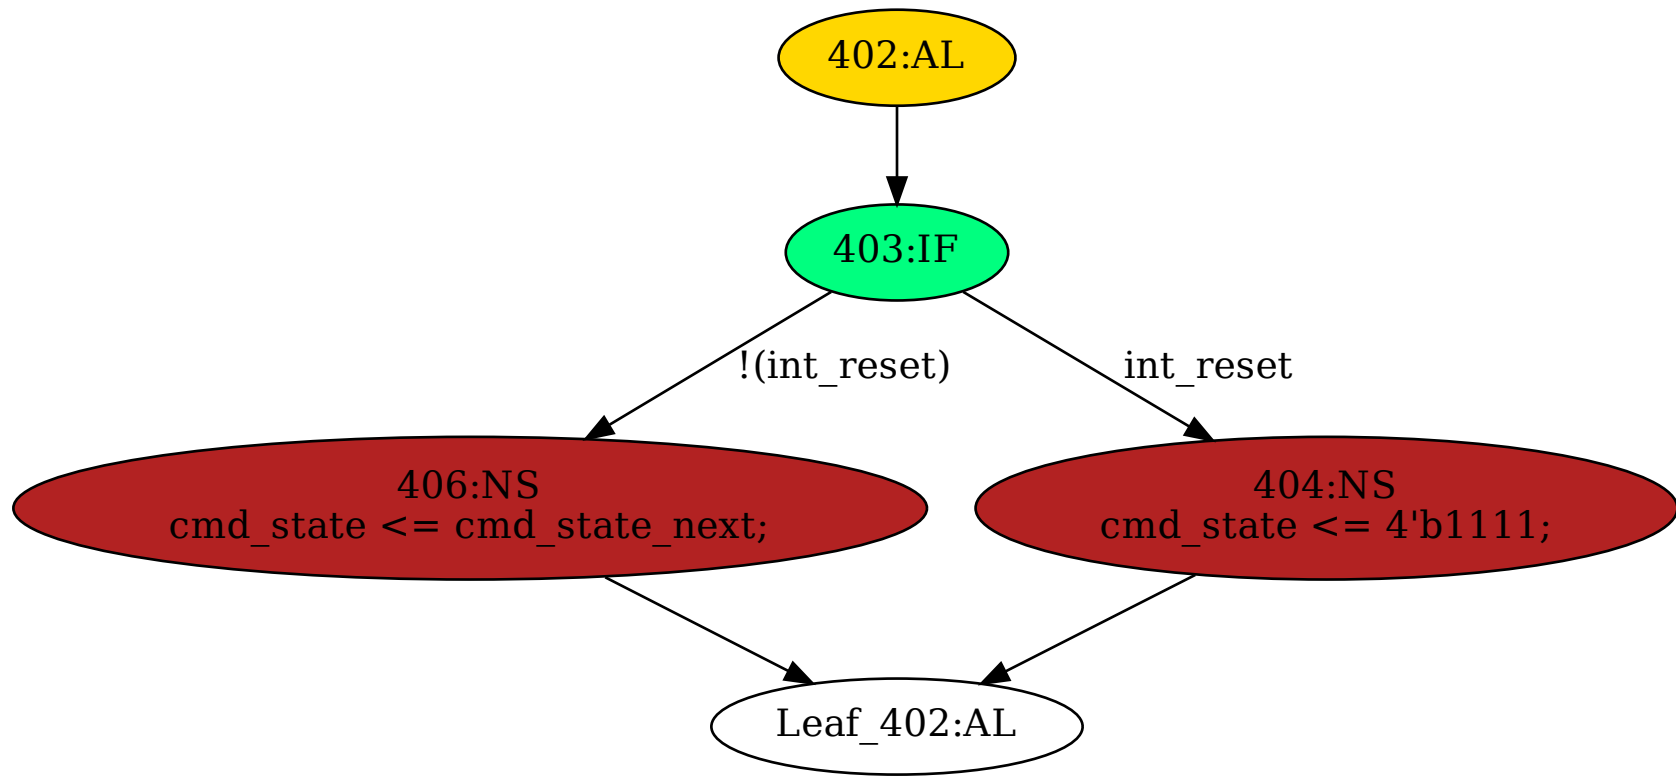 402:AL
403:IF
!(int_reset)
int_reset
406:NS
cmd_state <= cmd_state_next;
404:NS
cmd_state <= 4'b1111;
Leaf_402:AL